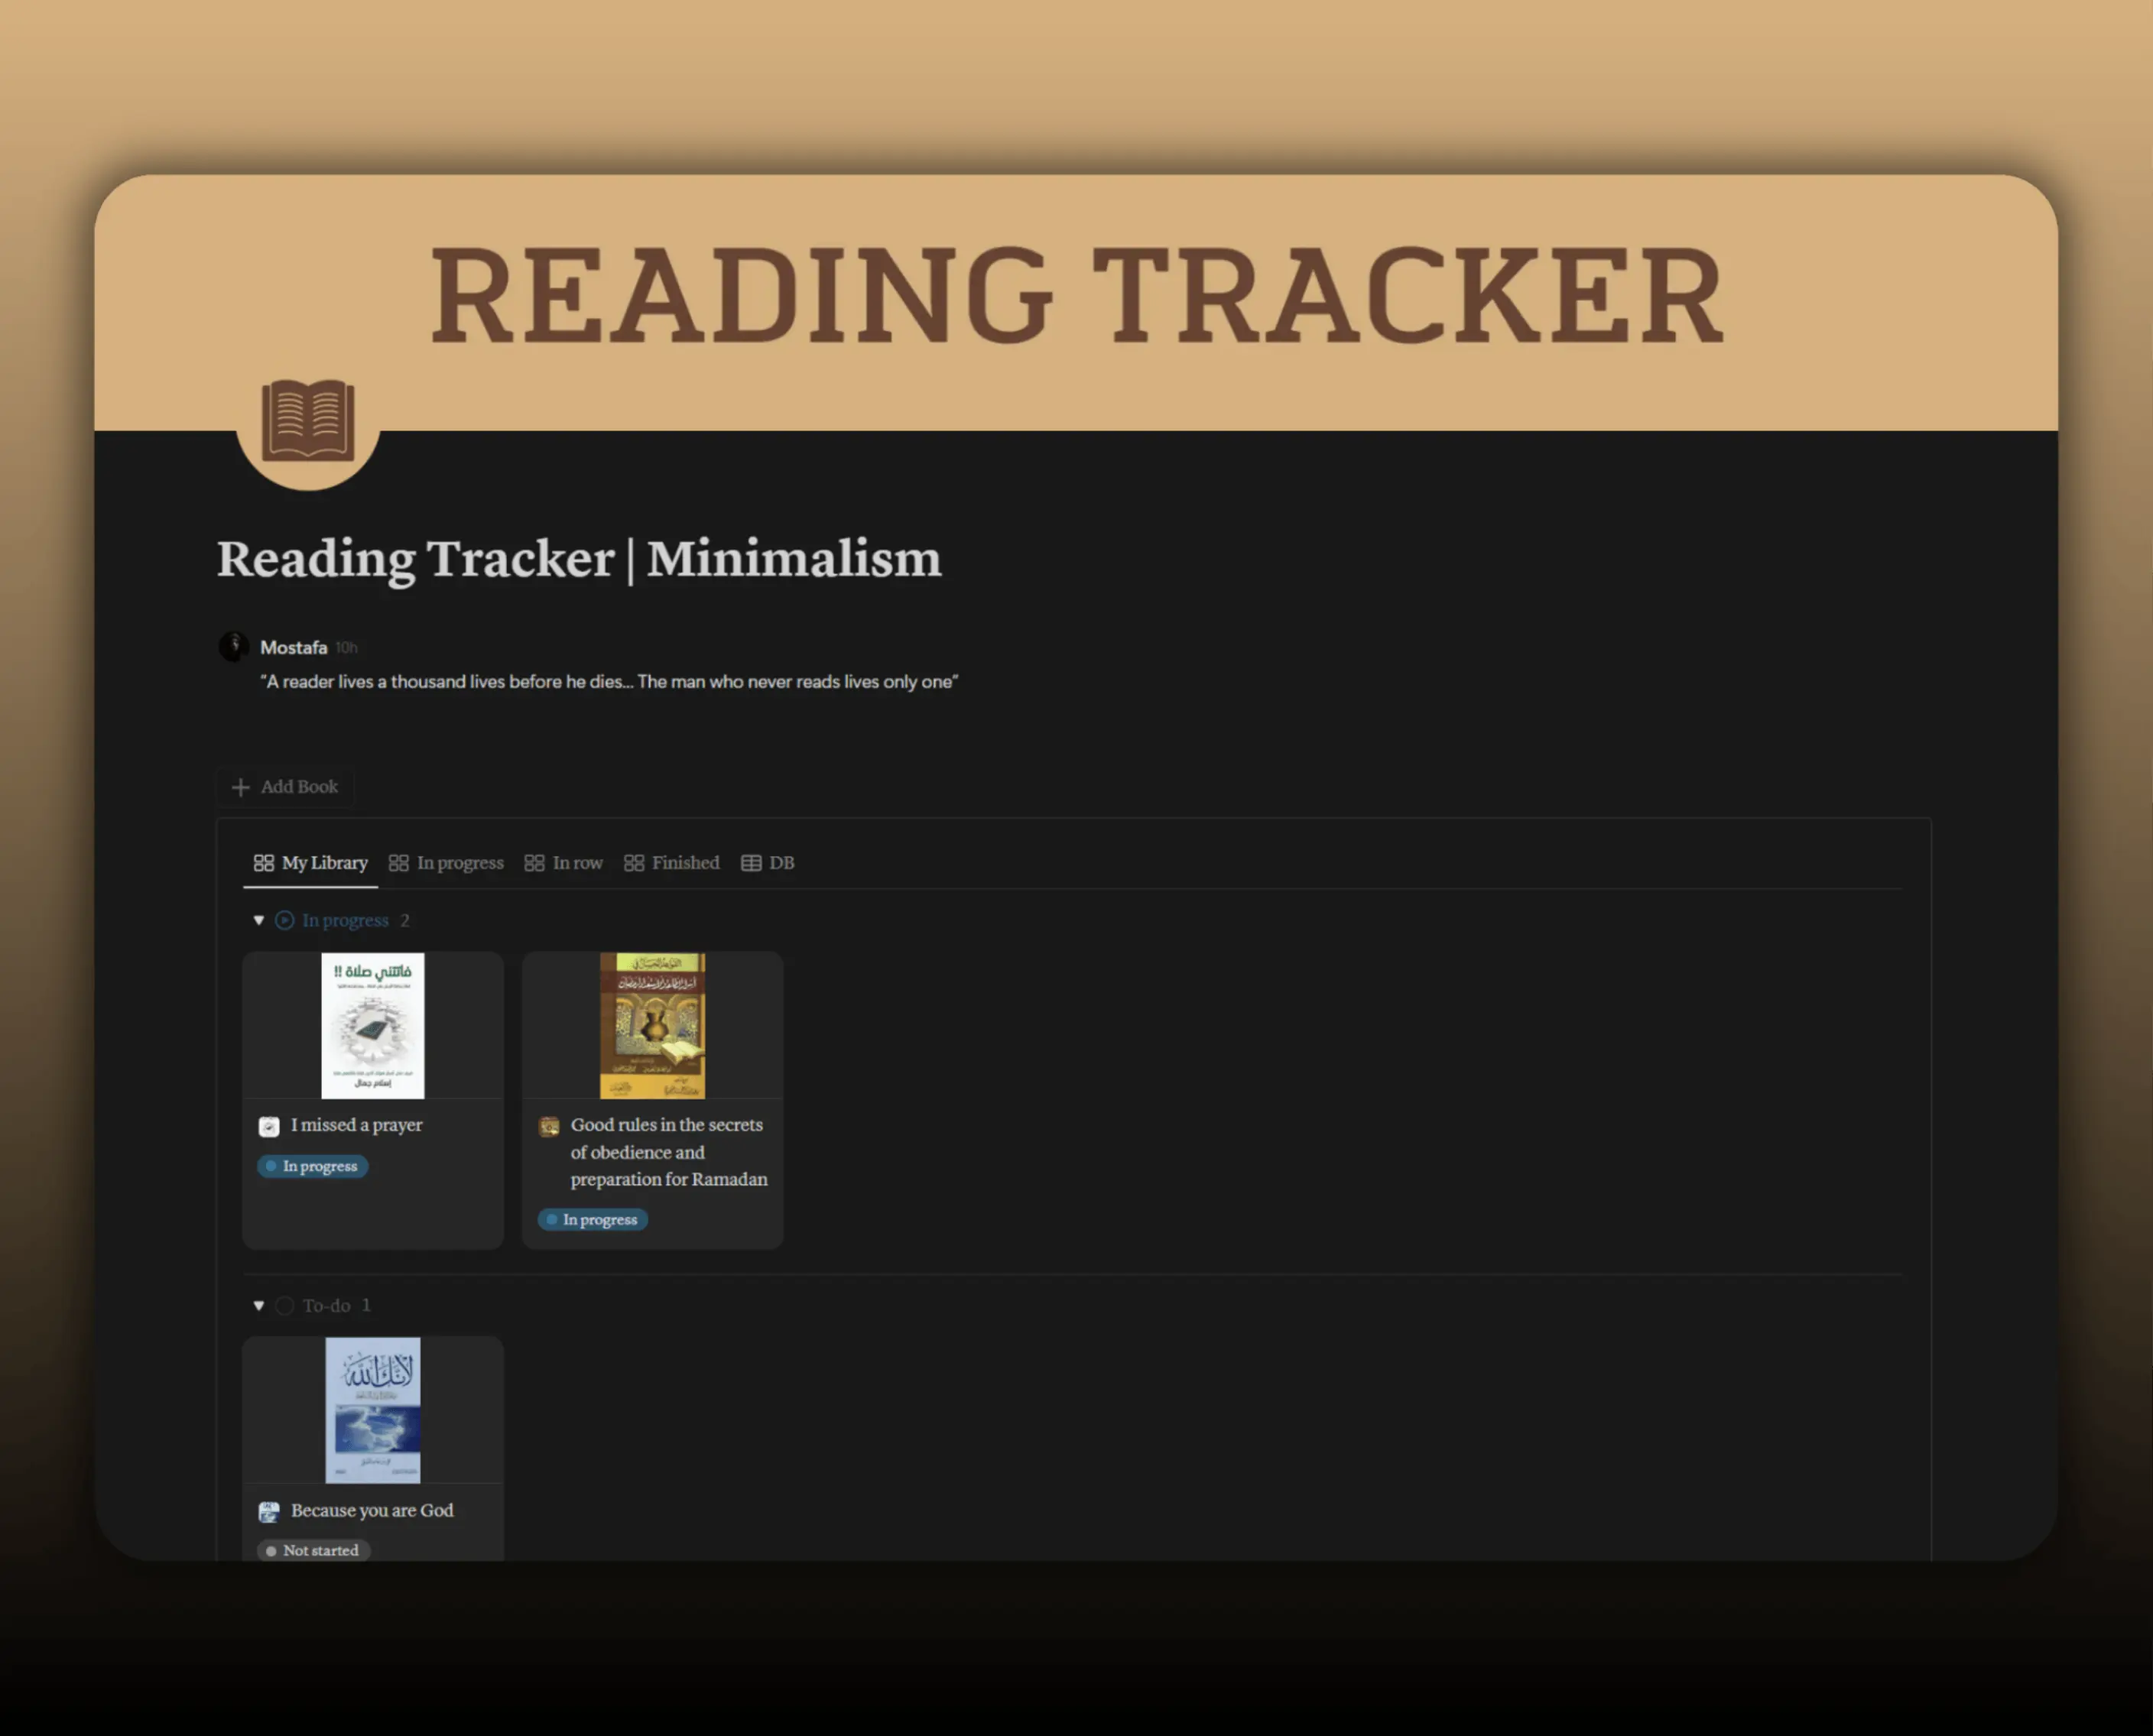 READING TRACKER
Reading Tracker | Minimalism
Mostafa 10h
“A reader lives a thousand lives before he dies... The man who never reads lives only one”
Add Book
My Library In progress In row Finished DB
In progress 2
فاتتني صلاة !!
إسلام جمال
I missed a prayer
In progress
Good rules in the secrets
of obedience and
preparation for Ramadan
In progress
To-do 1
لأنك الله
Because you are God
Not started